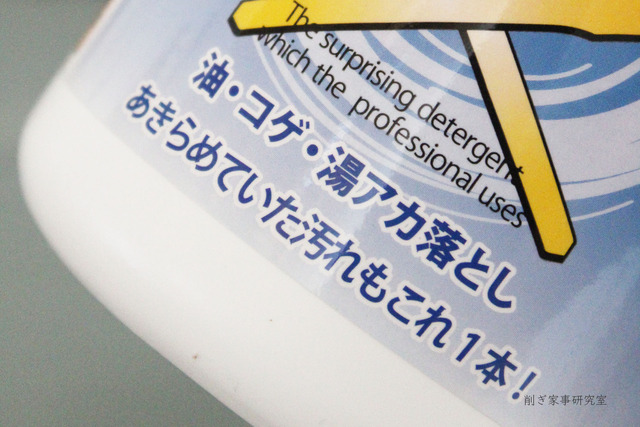 The surprising detergent
which the professional uses
油・コゲ・湯アカ落とし
あきらめていた汚れもこれ1本!
削ぎ家事研究室